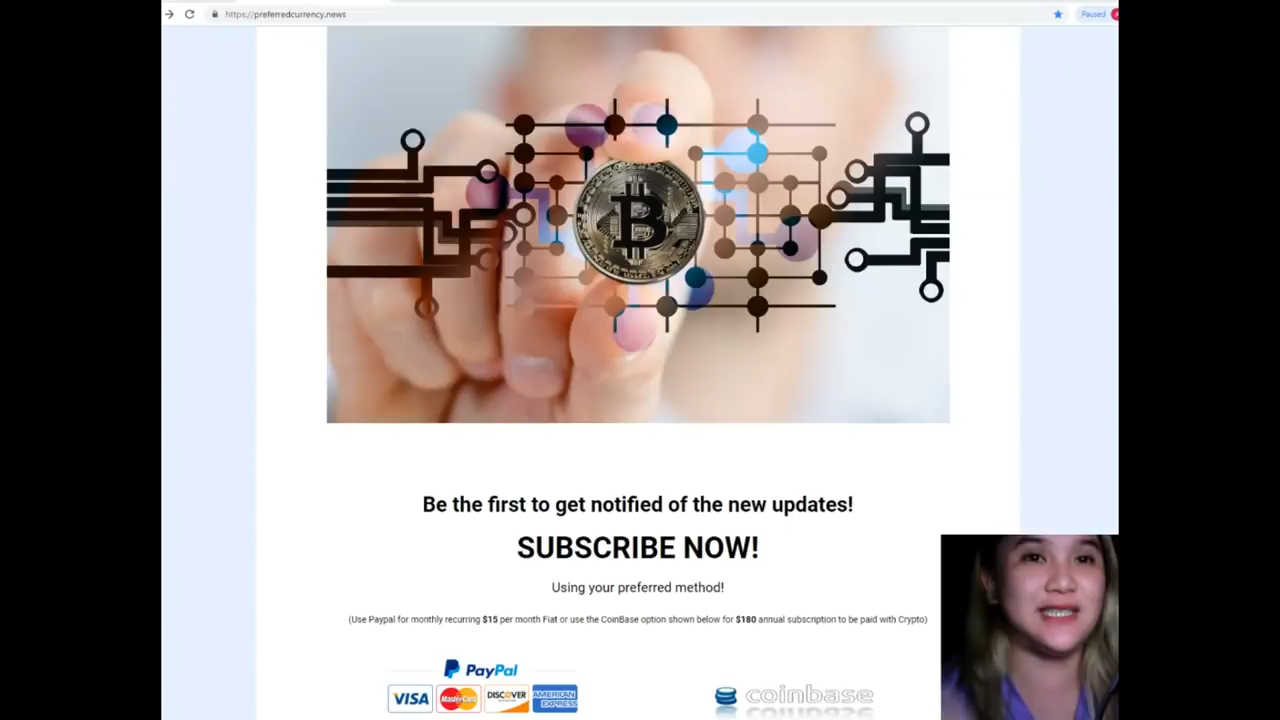 https://preferredcurrency.news
Paused
B
Be the first to get notified of the new updates!
SUBSCRIBE NOW!
Using your preferred method!
(Use Paypal for monthly recurring $15 per month Fiat or use the CoinBase option shown below for $180 annual subscription to be paid with Crypto)
PayPal
VISA MasterCard DISCOVER AMERICAN EXPRESS
coinbase